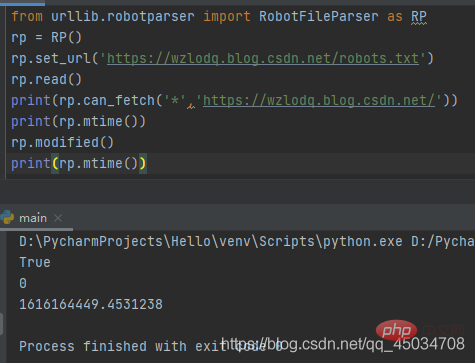 from urllib.robotparser import RobotFileParser as RP
rp = RP()
rp.set_url('https://wzlodq.blog.csdn.net/robots.txt')
rp.read()
print(rp.can_fetch('*','https://wzlodq.blog.csdn.net/'))
print(rp.mtime())
rp.modified()
print(rp.mtime())
main ×
D:\PycharmProjects\Hello\venv\Scripts\python.exe D:/Pycha
True
0
1616164449.4531238
php
Process finished with exit code 0
https://blog.csdn.net/qq_45034708